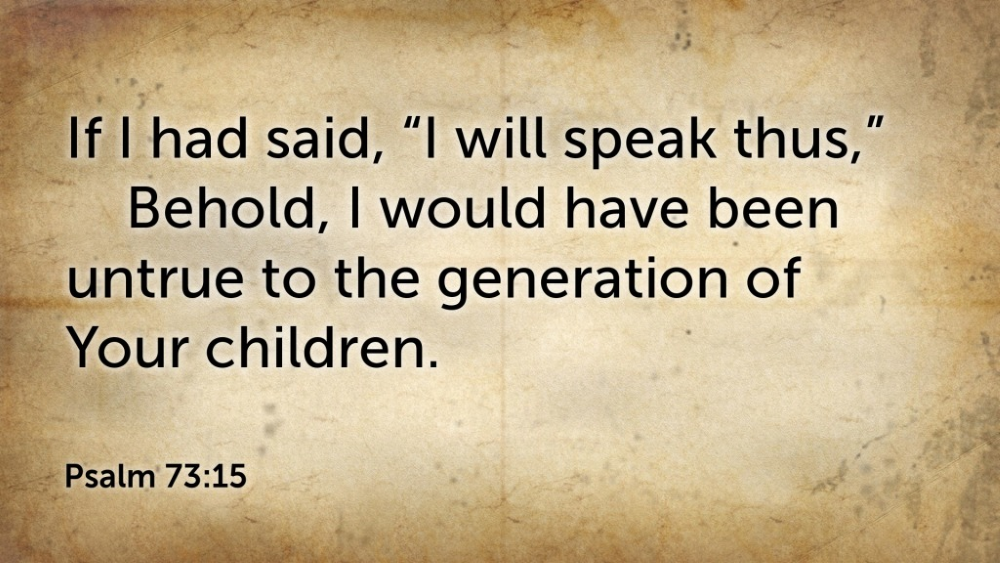 If I had said, “I will speak thus,”
Behold, I would have been
untrue to the generation of
Your children.
Psalm 73:15